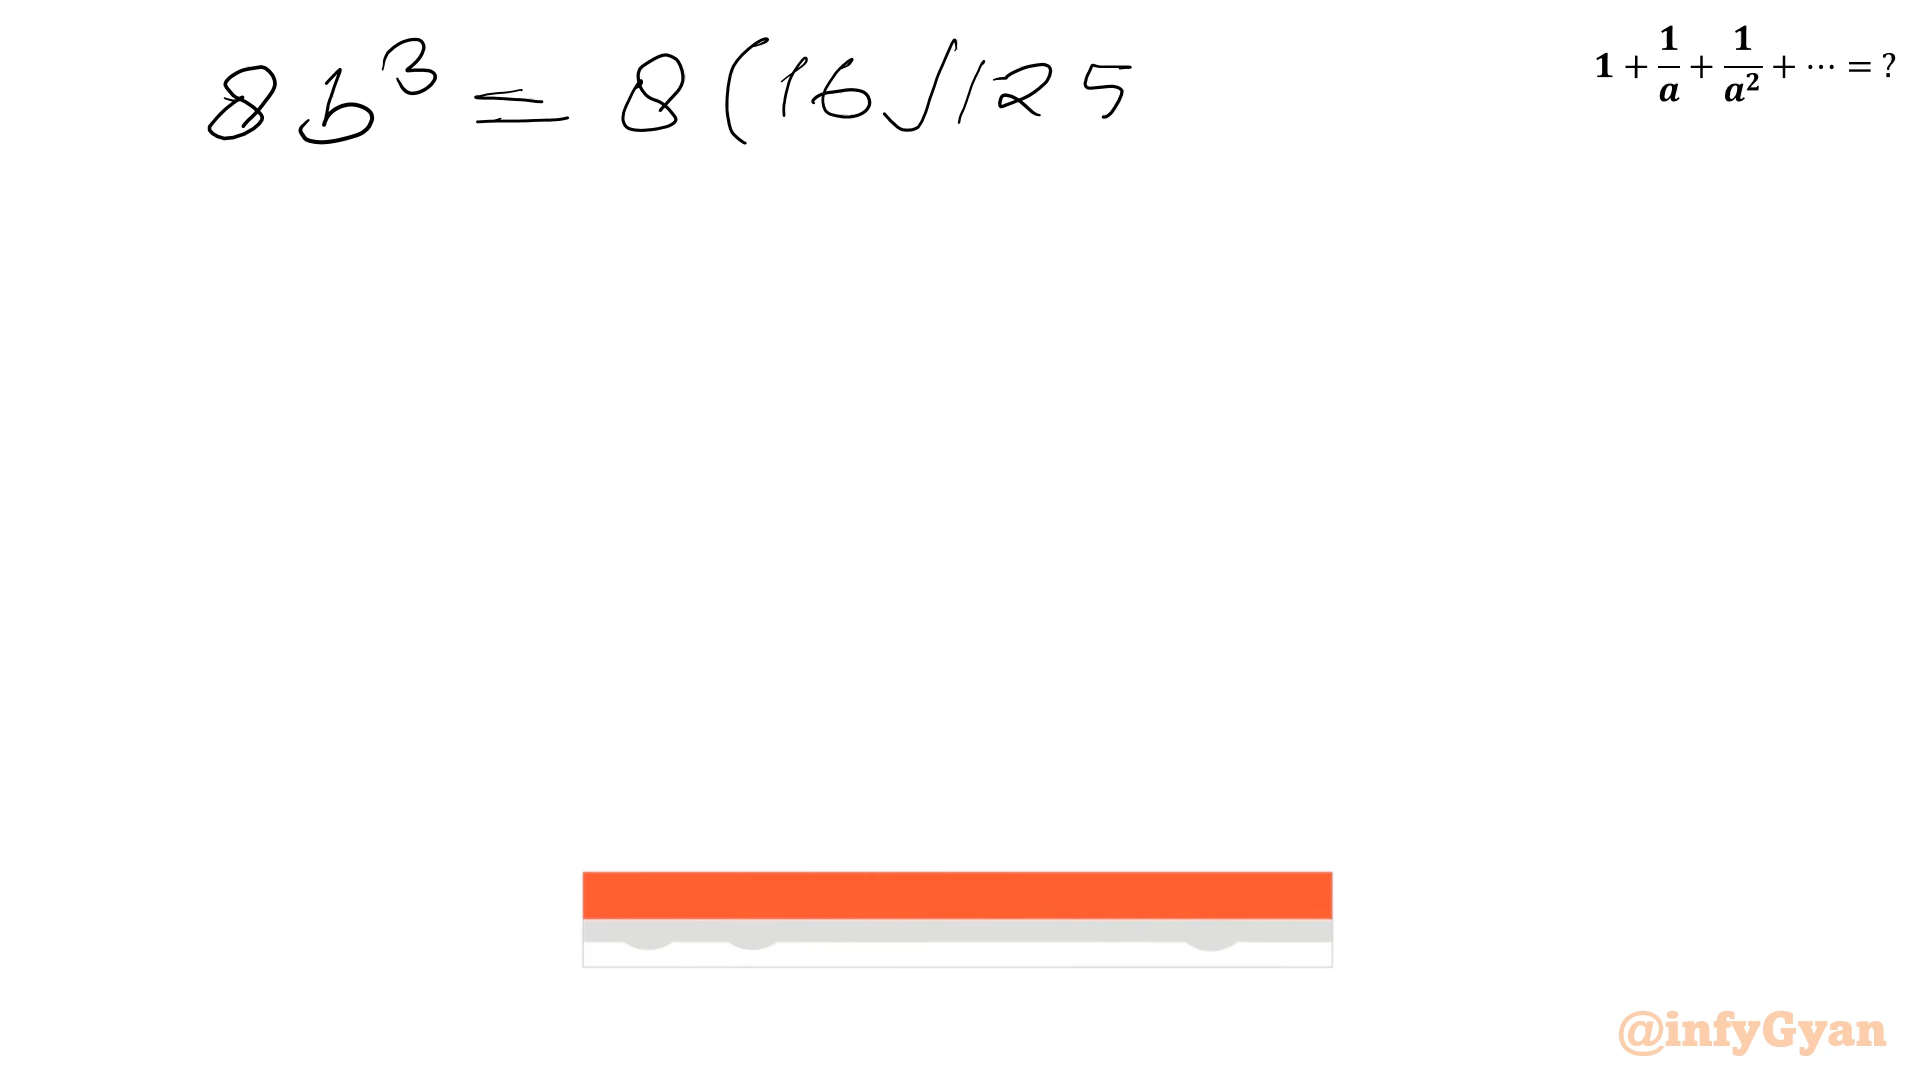 8b³ = 8(16√125
1 + 1/a + 1/a² + ⋯ = ?
@infyGyan